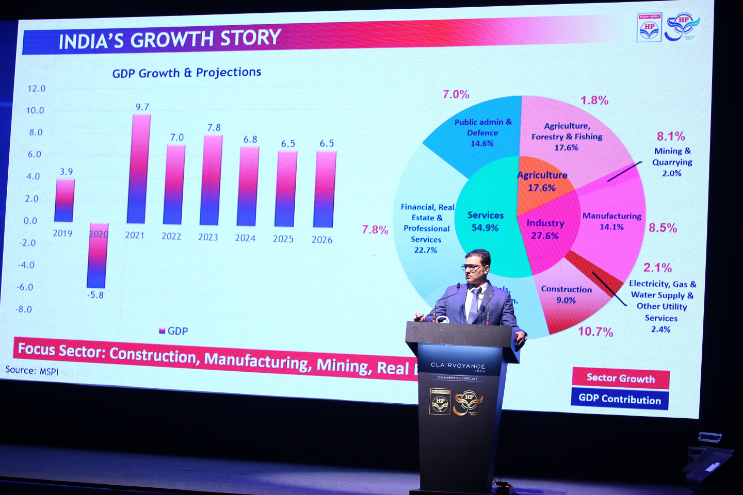 INDIA'S GROWTH STORY
HP
HP
GDP Growth & Projections
12.0
10.0
8.0
6.0
4.0
2.0
0.0
-2.0
-4.0
-6.0
-8.0
3.9
-5.8
9.7
7.0
7.8
6.8
6.5
6.5
2019
2020
2021
2022
2023
2024
2025
2026
GDP
7.0%
Public admin &
Defence
14.6%
1.8%
Agriculture,
Forestry & Fishing
17.6%
8.1%
Mining &
Quarrying
2.0%
Agriculture
17.6%
Services
54.9%
Industry
27.6%
Manufacturing
14.1%
8.5%
7.8%
Financial, Real
Estate &
Professional
Services
22.7%
2.1%
Electricity, Gas &
Water Supply &
Other Utility
Services
2.4%
Construction
9.0%
10.7%
Focus Sector: Construction, Manufacturing, Mining, Real
Source: MSPI
Sector Growth
GDP Contribution
CLAIRVOYANCE
HP
HP